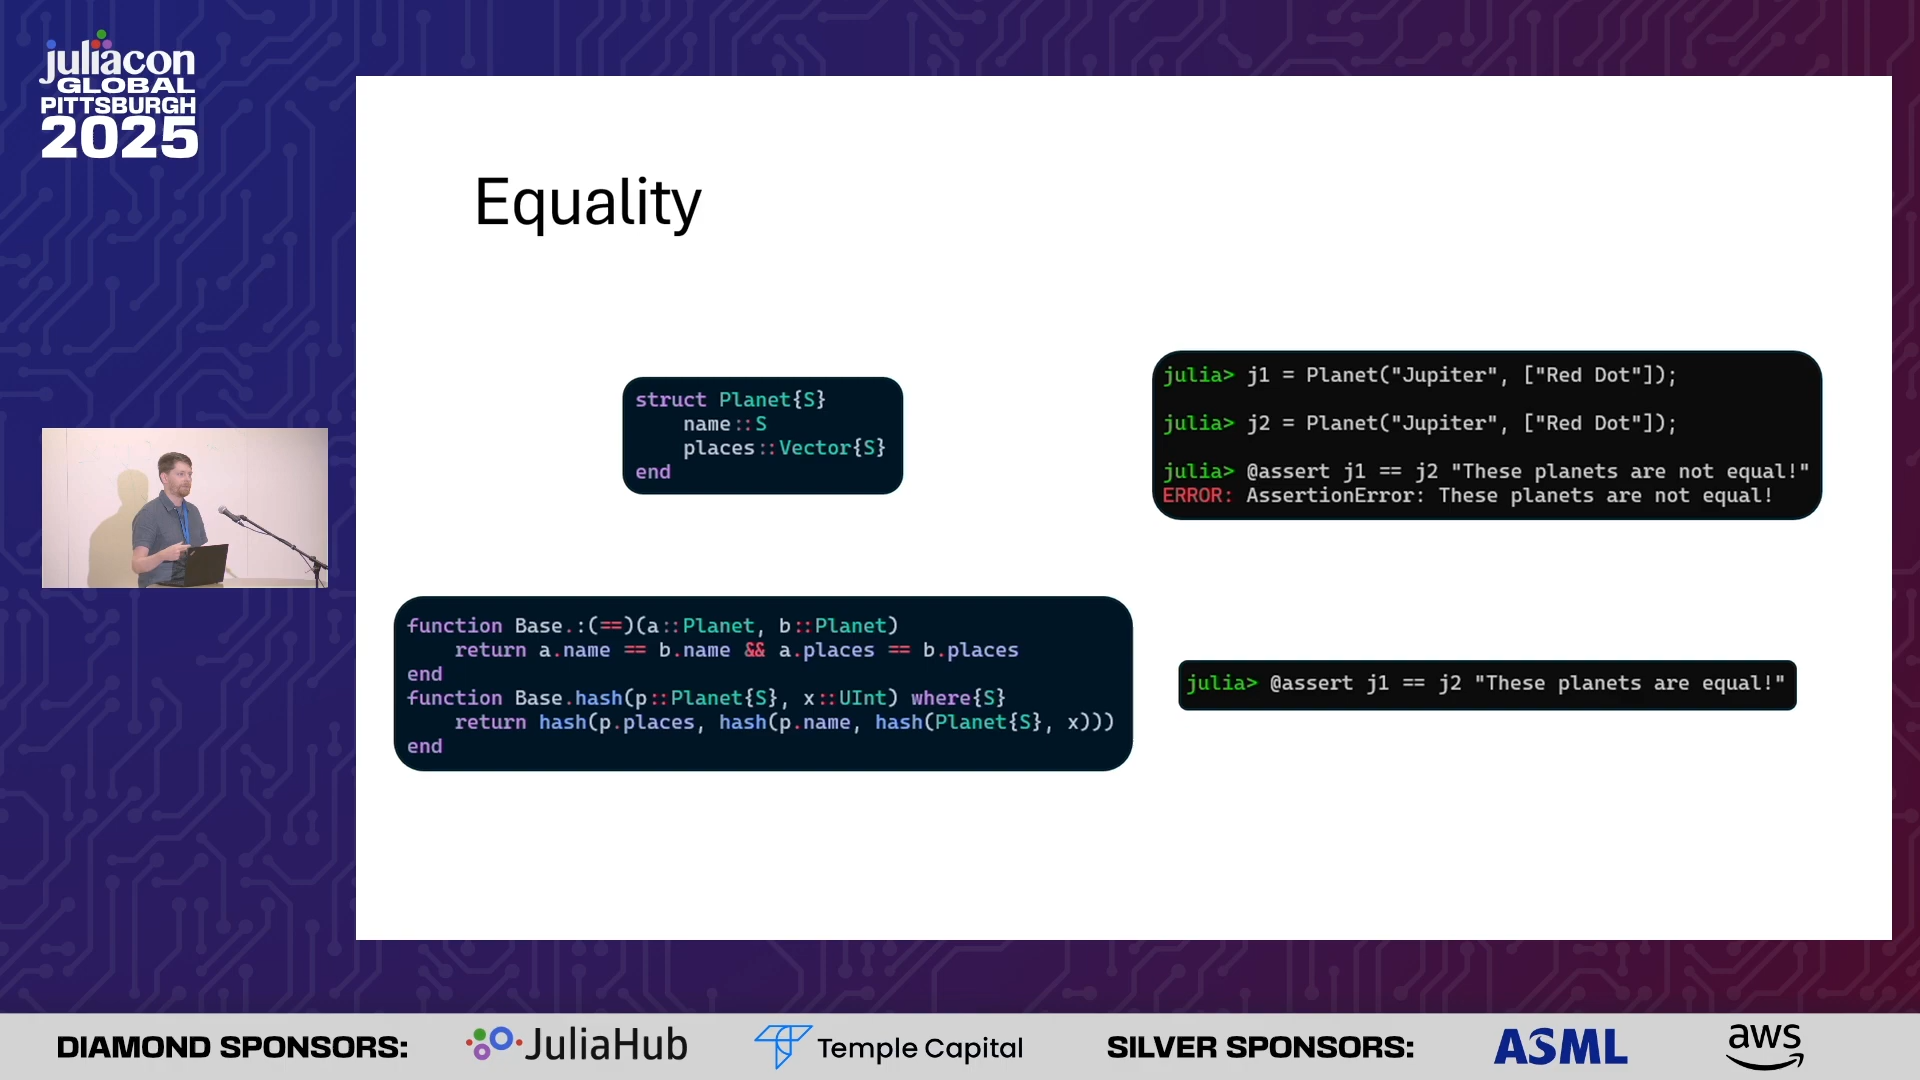 juliacon
GLOBAL
PITTSBURGH
2025
Equality
struct Planet{S}
    name::S
    places::Vector{S}
end
julia> j1 = Planet("Jupiter", ["Red Dot"]);
julia> j2 = Planet("Jupiter", ["Red Dot"]);
julia> @assert j1 == j2 "These planets are not equal!"
ERROR: AssertionError: These planets are not equal!
function Base.:(==)(a::Planet, b::Planet)
    return a.name == b.name && a.places == b.places
end
function Base.hash(p::Planet{S}, x::UInt) where{S}
    return hash(p.places, hash(p.name, hash(Planet{S}, x)))
end
julia> @assert j1 == j2 "These planets are equal!"
DIAMOND SPONSORS: JuliaHub Temple Capital SILVER SPONSORS: ASML aws